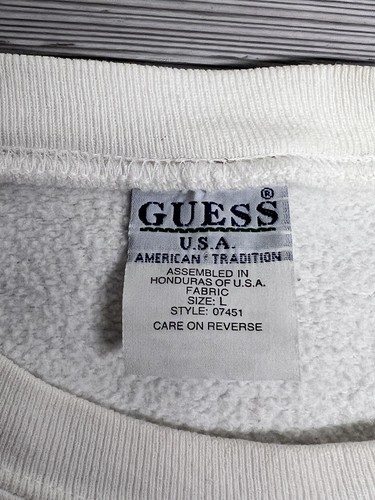 GUESS®
U.S.A.
AMERICAN TRADITION
ASSEMBLED IN
HONDURAS OF U.S.A.
FABRIC
SIZE: L
STYLE: 07451
CARE ON REVERSE